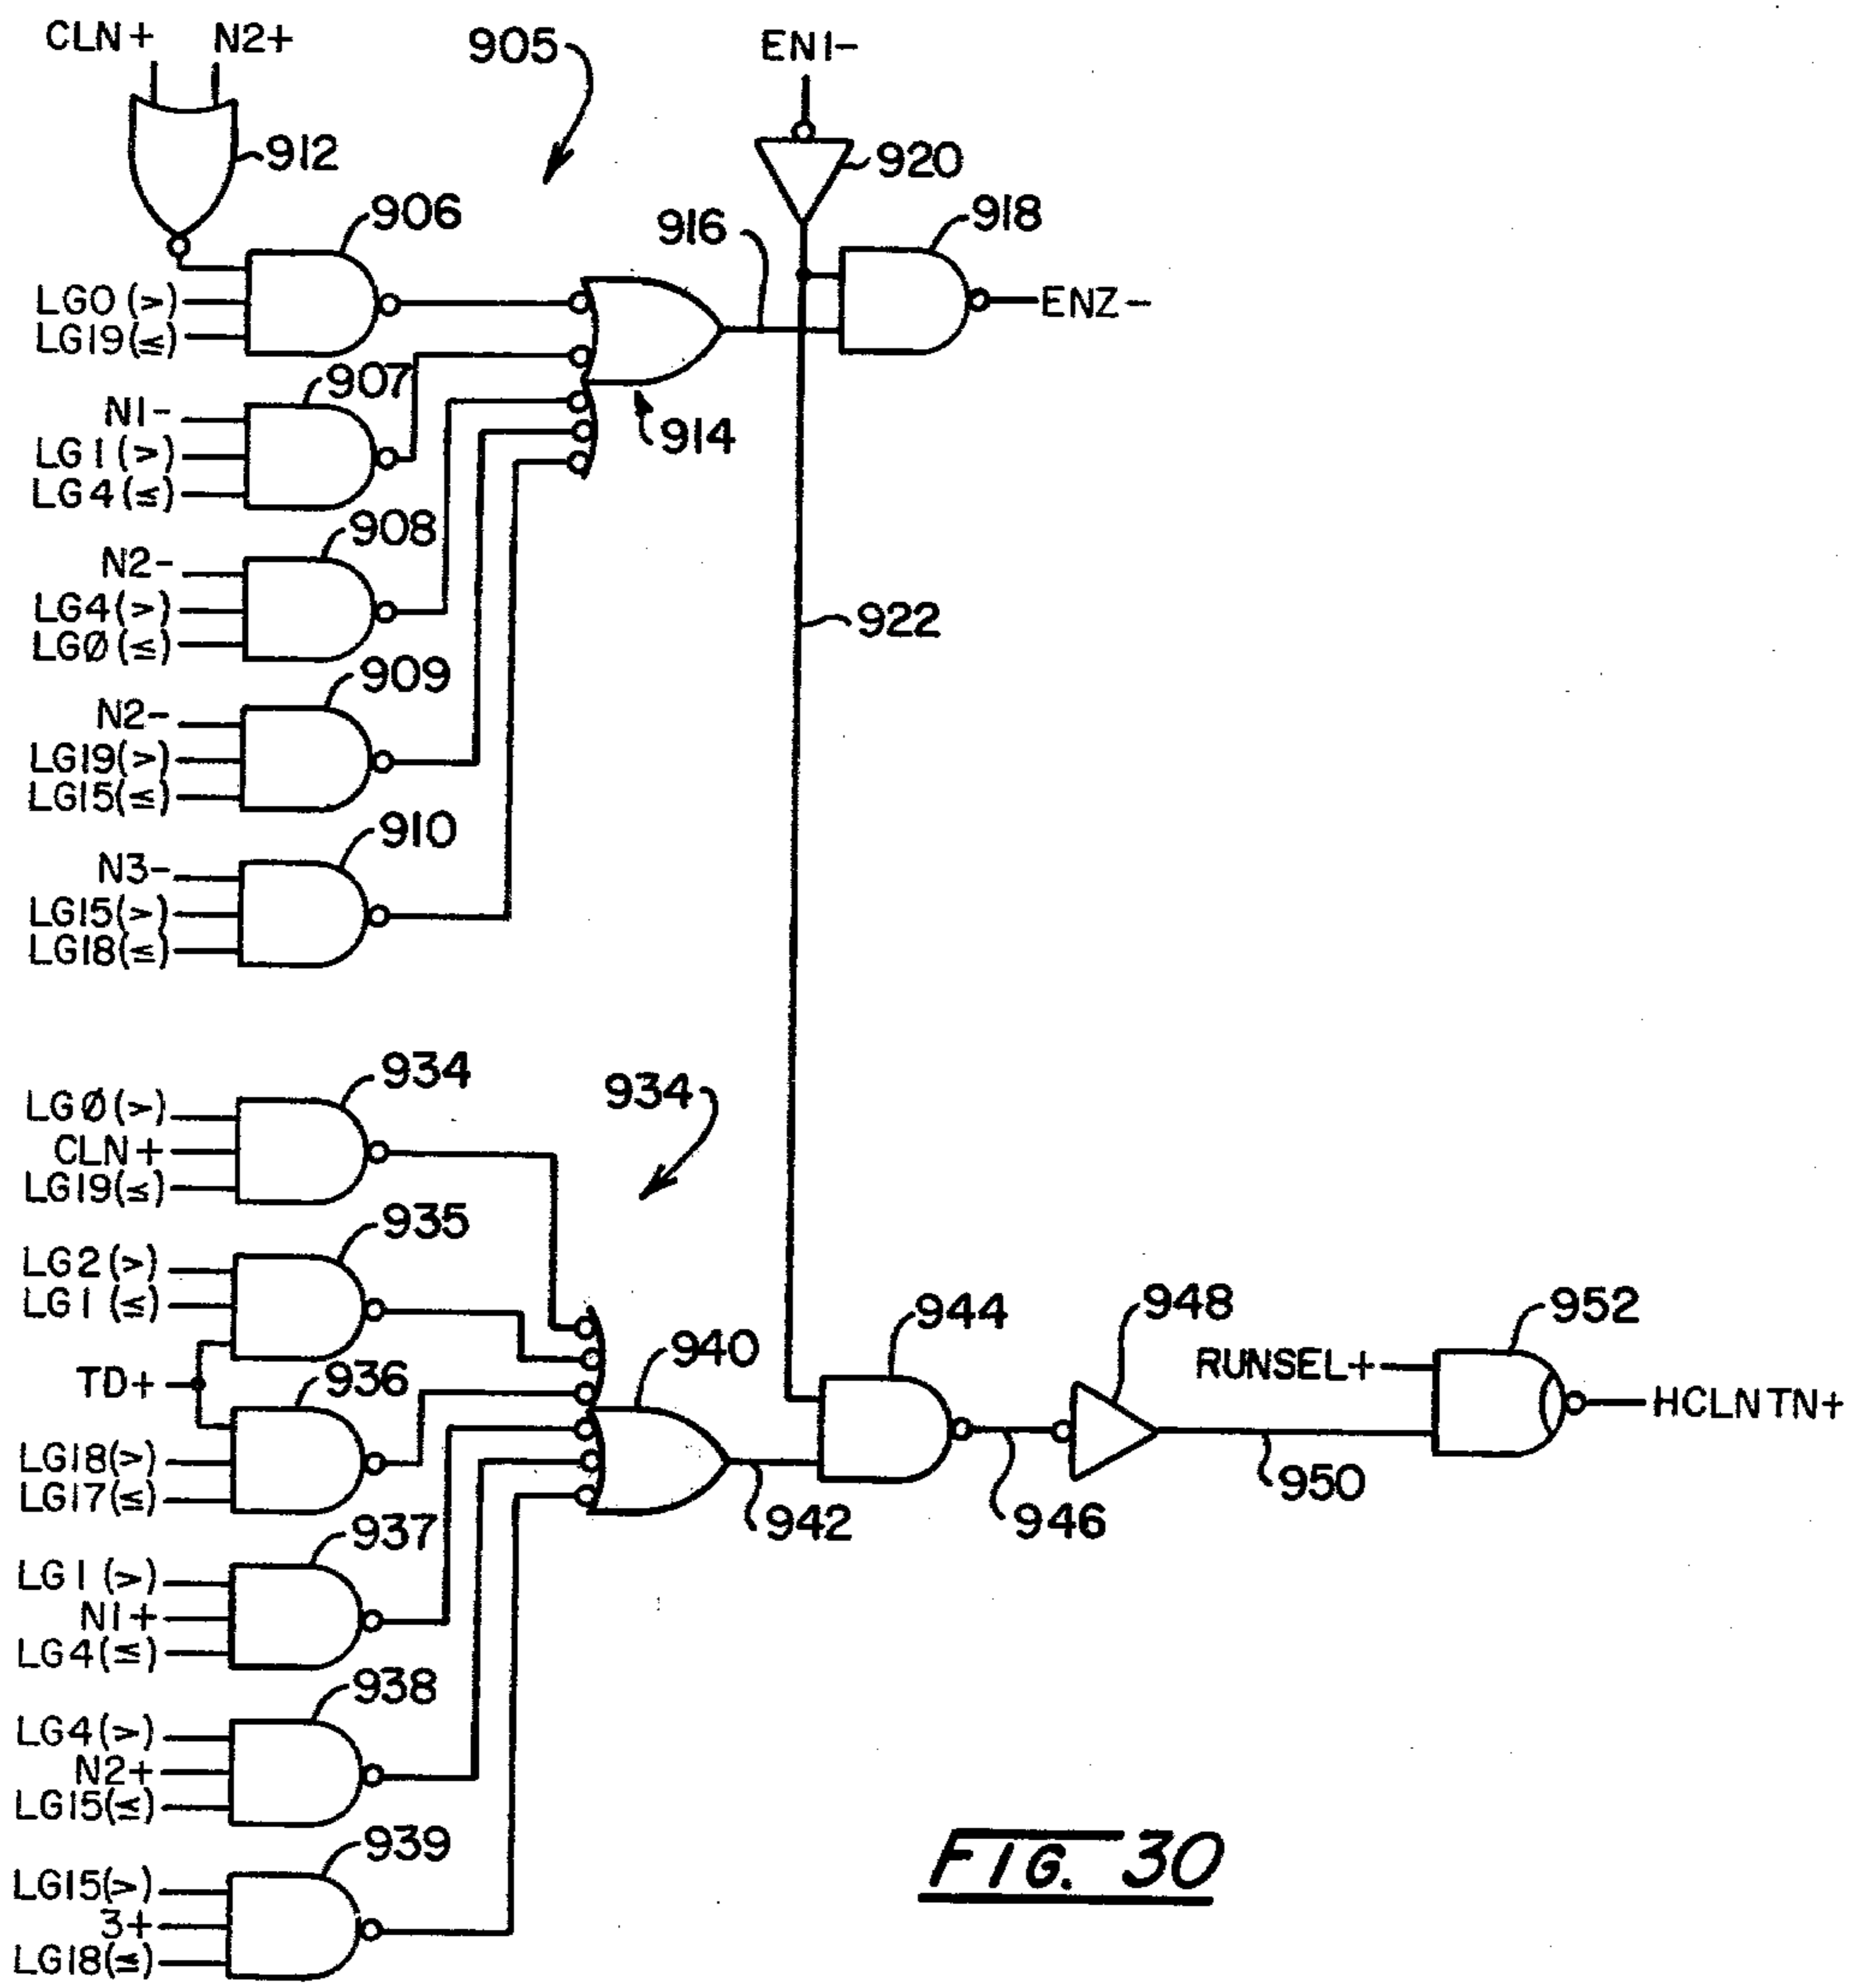 CLN+ N2+
905
EN1-
912
920
906
916
918
LG0 (>)
LG19(≤)
ENZ-
907
N1-
LG1(>)
LG4(≤)
914
908
N2-
LG4(>)
LGØ(≤)
922
909
N2-
LG19(>)
LG15(≤)
910
N3-
LG15(>)
LG18(≤)
934
934
LGØ(>)
CLN+
LG19(≤)
935
LG2(>)
LG1(≤)
944
948
952
940
RUNSEL+
TD+
936
HCLNTN+
LG18(>)
LG17(≤)
942
946
950
937
LG1(>)
N1+
LG4(≤)
938
LG4(>)
N2+
LG15(≤)
939
LG15(>)
3+
LG18(≤)
FIG. 30